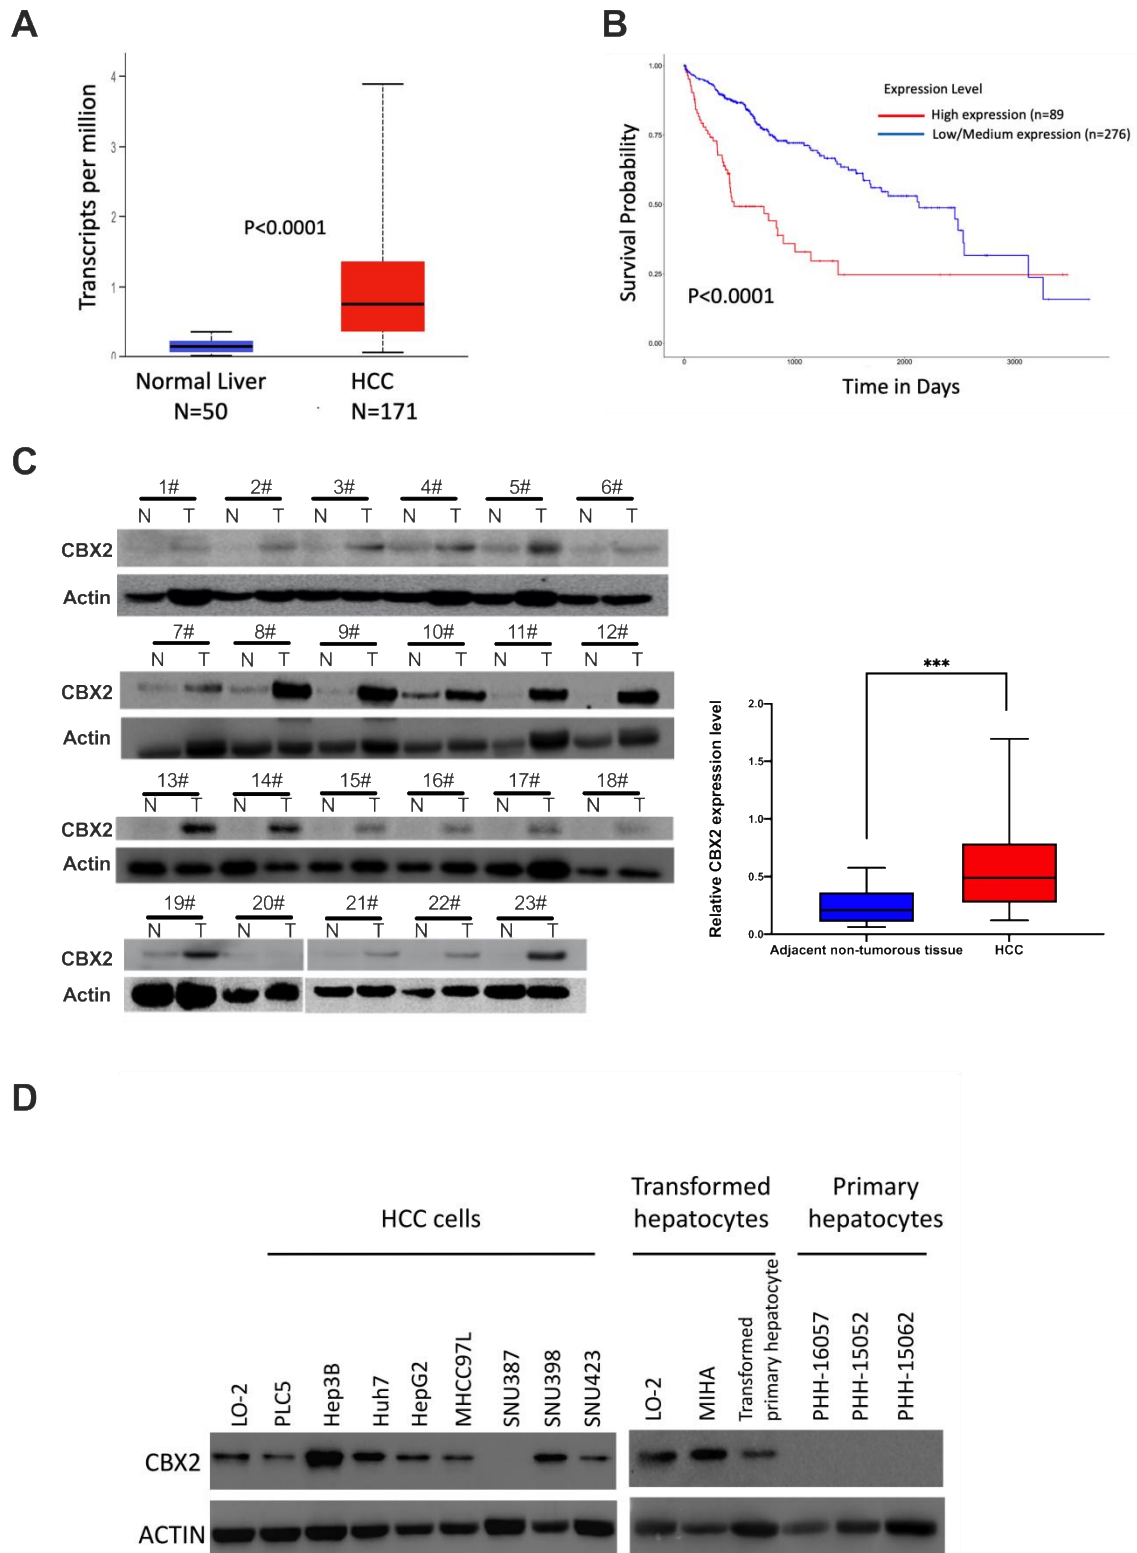 A
Transcripts per million
4
3
2
1
0
P<0.0001
Normal Liver
N=50
HCC
N=171
B
Survival Probability
1.00
0.75
0.50
0.25
0.00
Expression Level
High expression (n=89
Low/Medium expression (n=276)
P<0.0001
0 1000 2000 3000
Time in Days
C
1# 2# 3# 4# 5# 6#
N T N T N T N T N T N T
CBX2
Actin
7# 8# 9# 10# 11# 12#
N T N T N T N T N T N T
CBX2
Actin
13# 14# 15# 16# 17# 18#
N T N T N T N T N T N T
CBX2
Actin
19# 20# 21# 22# 23#
N T N T N T N T N T
CBX2
Actin
Relative CBX2 expression level
2.0
1.5
1.0
0.5
0.0
***
Adjacent non-tumorous tissue HCC
D
HCC cells
Transformed
hepatocytes
Primary
hepatocytes
LO-2
PLC5
Hep3B
Huh7
HepG2
MHCC97L
SNU387
SNU398
SNU423
LO-2
MIHA
Transformed
primary hepatocyte
PHH-16057
PHH-15052
PHH-15062
CBX2
ACTIN